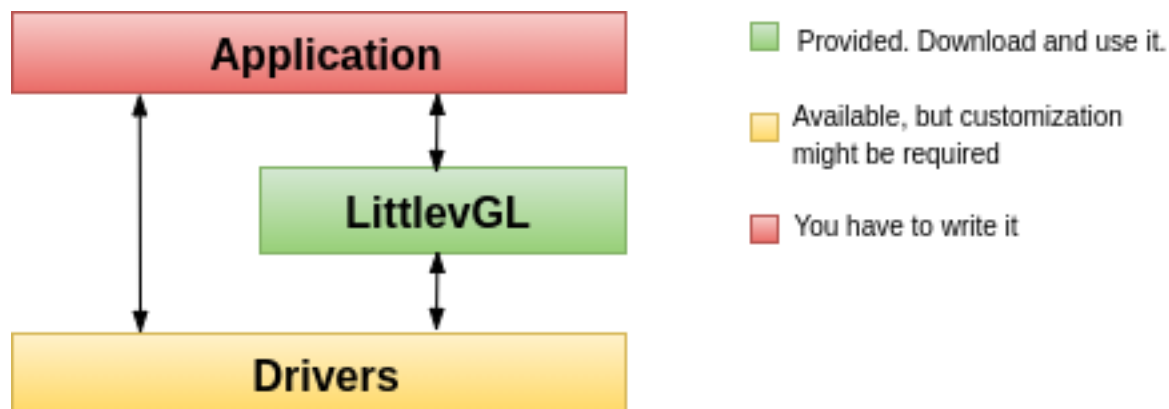 Application
LittlevGL
Drivers
Provided. Download and use it.
Available, but customization
might be required
You have to write it